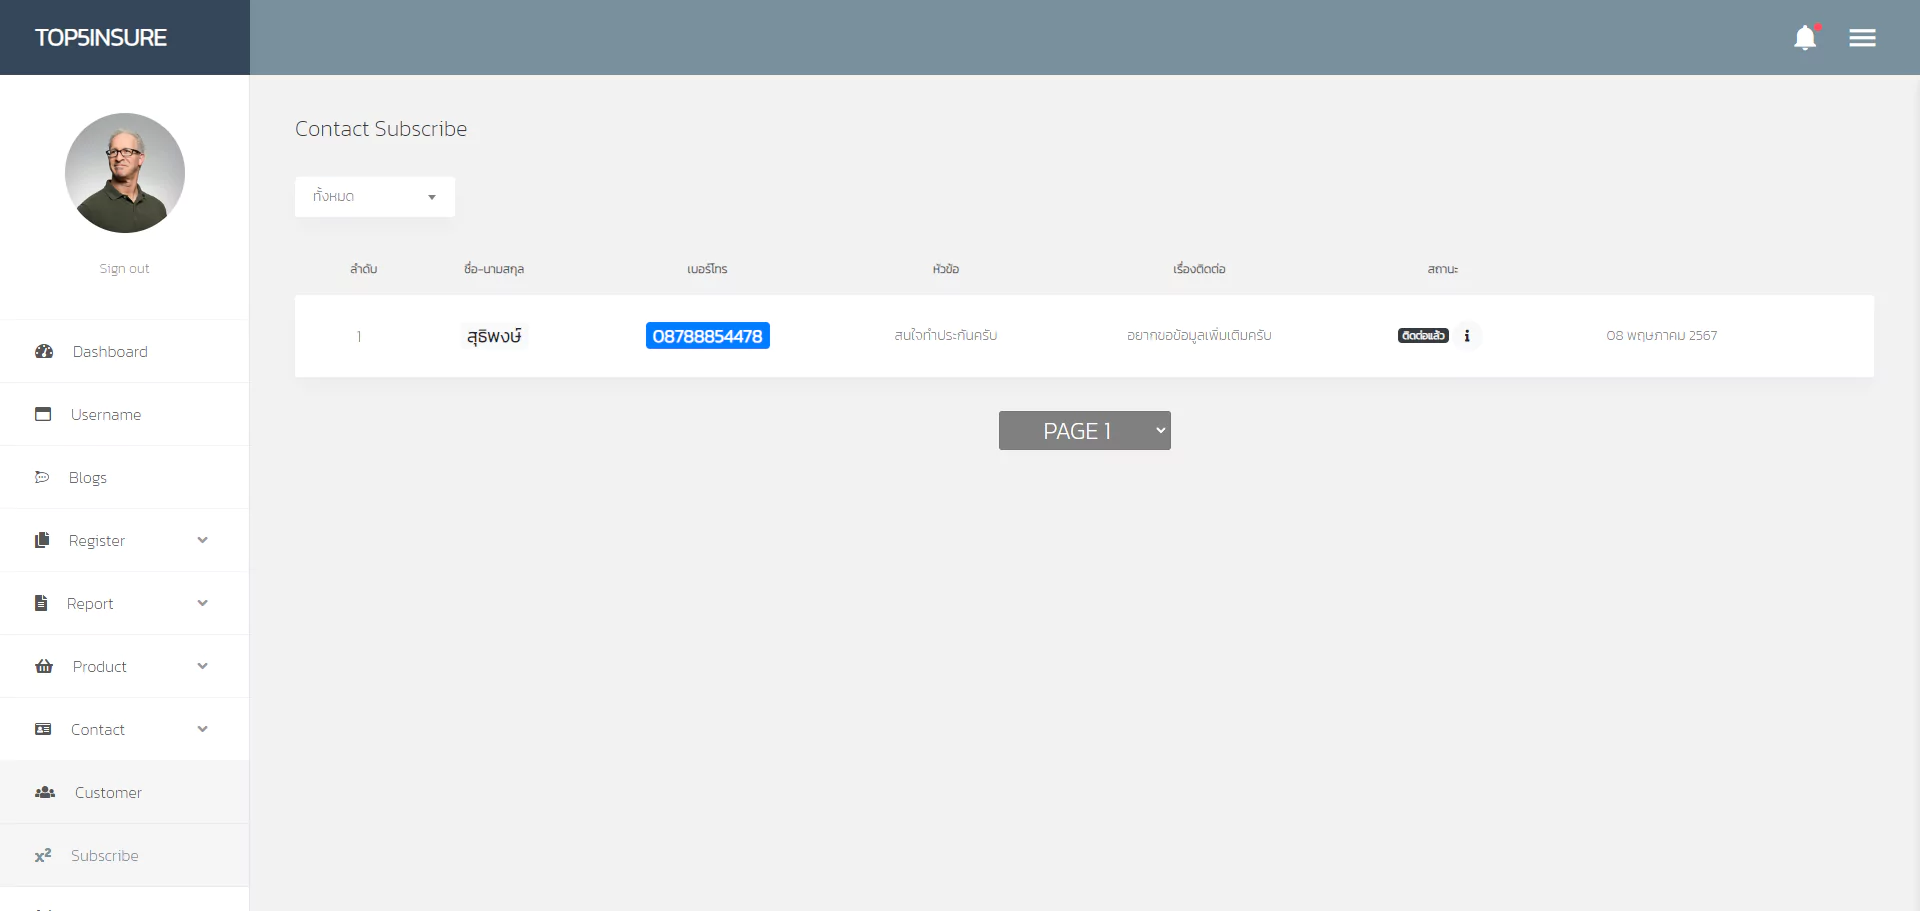 TOP5INSURE
Sign out
Dashboard
Username
Blogs
Register
Report
Product
Contact
Customer
Subscribe
Contact Subscribe
ทั้งหมด
ลำดับ ชื่อ-นามสกุล เบอร์โทร หัวข้อ เรื่องติดต่อ สถานะ
1 สุธิพงษ์ 08788854478 สนใจทำประกันครับ อยากขอข้อมูลเพิ่มเติมครับ ติดต่อแล้ว 08 พฤษภาคม 2567
PAGE 1